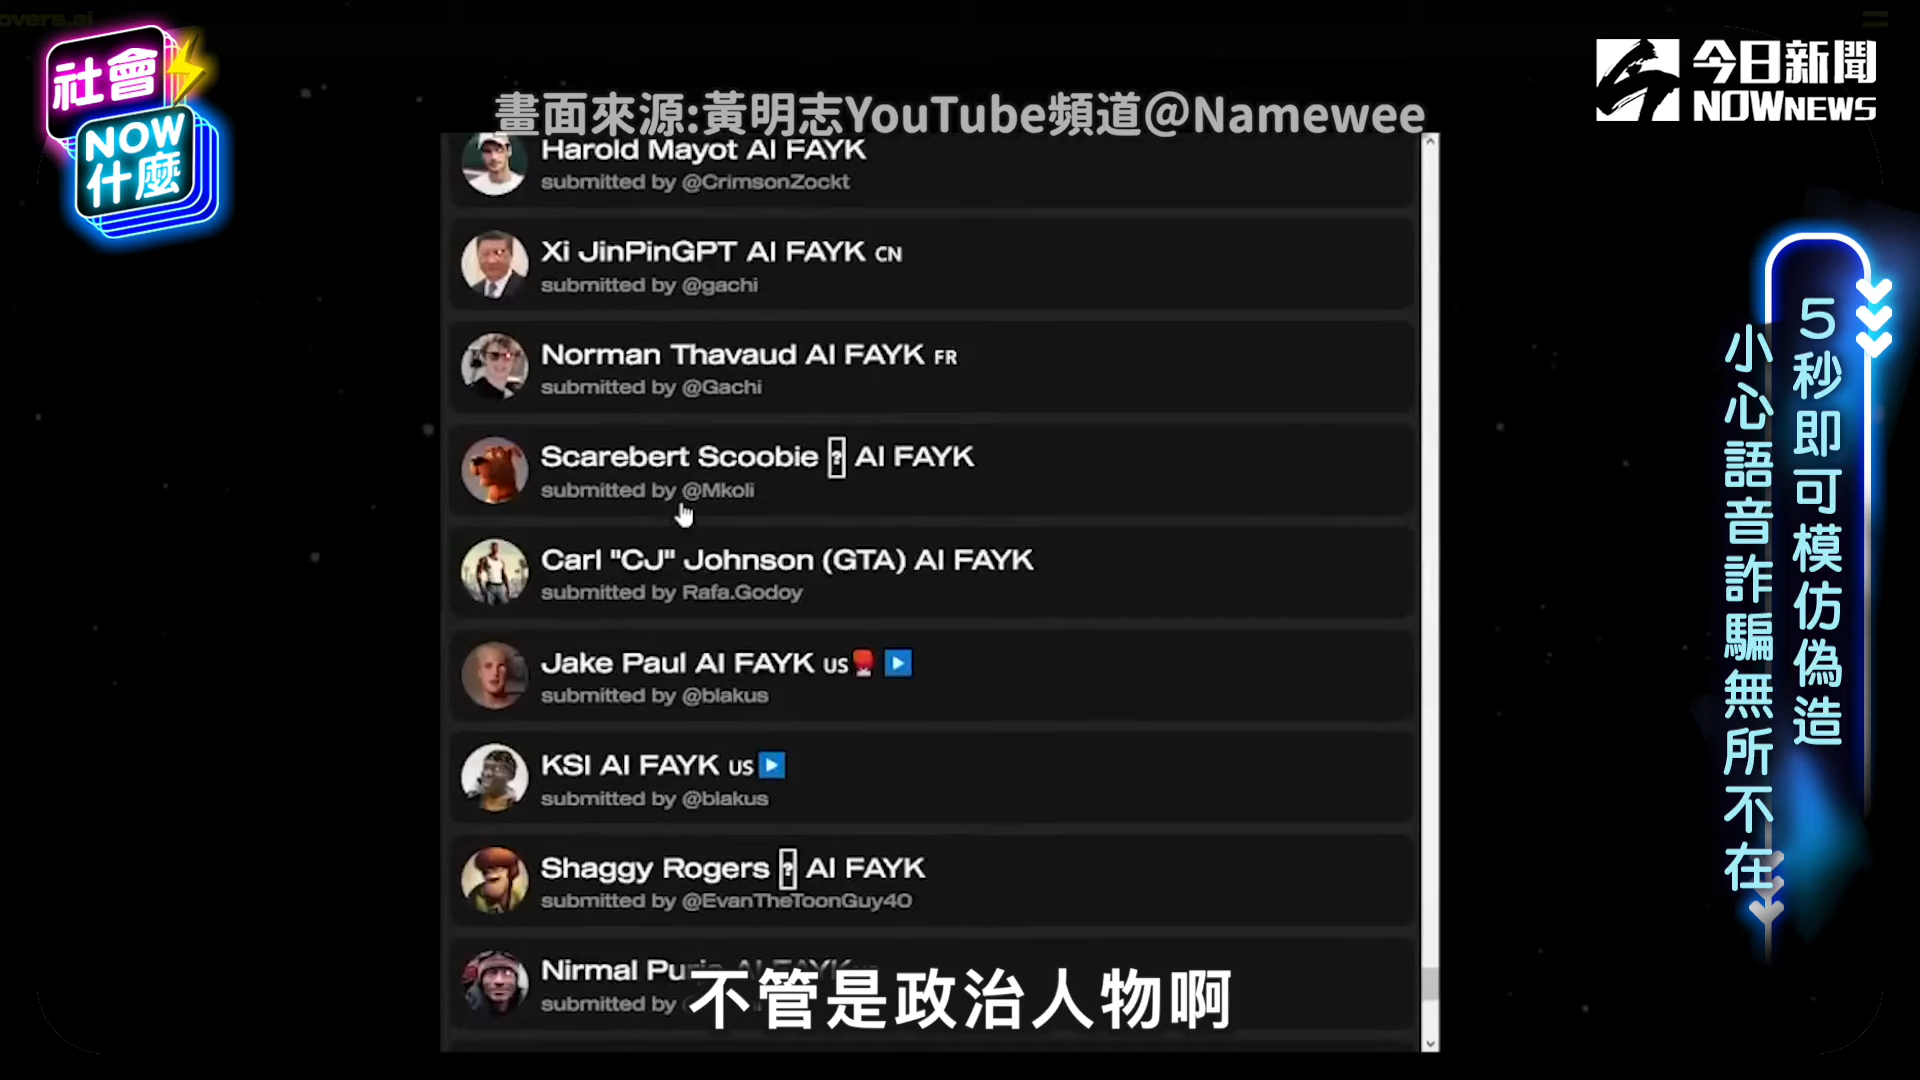 overs.ai
社會
NOW
什麼
今日新聞
NOWNEWS
畫面來源:黃明志YouTube頻道@Namewee
Harold Mayot AI FAYK
submitted by @CrimsonZockt
Xi JinPinGPT AI FAYK CN
submitted by @gachi
Norman Thavaud AI FAYK FR
submitted by @Gachi
Scarebert Scoobie ? AI FAYK
submitted by @Mkoli
Carl "CJ" Johnson (GTA) AI FAYK
submitted by Rafa.Godoy
Jake Paul AI FAYK US
submitted by @blakus
KSI AI FAYK US
submitted by @blakus
Shaggy Rogers ? AI FAYK
submitted by @EvanTheToonGuy40
Nirmal Purja AI FAYK
submitted by
不管是政治人物啊
5秒即可模仿偽造
小心語音詐騙無所不在